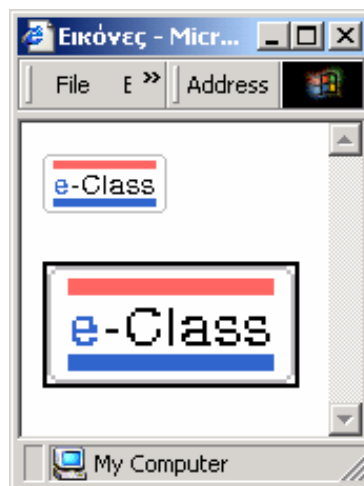 Εικόνες - Micr...
File E » Address
e-Class
e-Class
My Computer